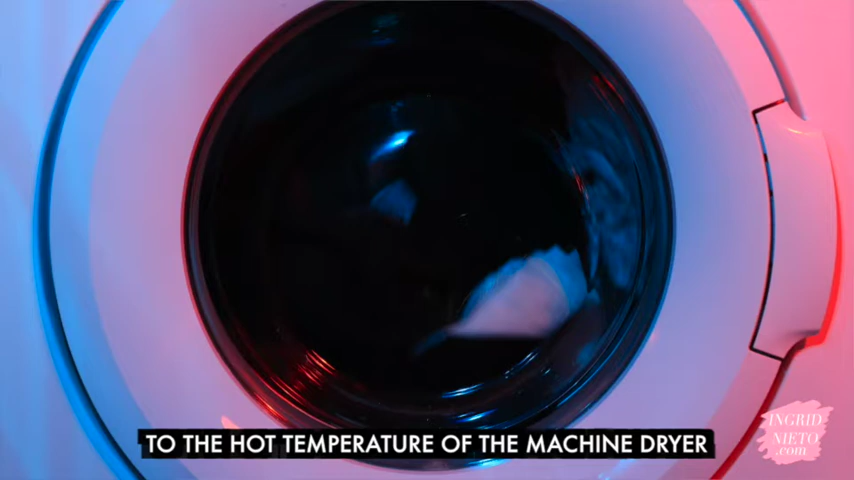 TO THE HOT TEMPERATURE OF THE MACHINE DRYER
INGRID
NIETO
.com